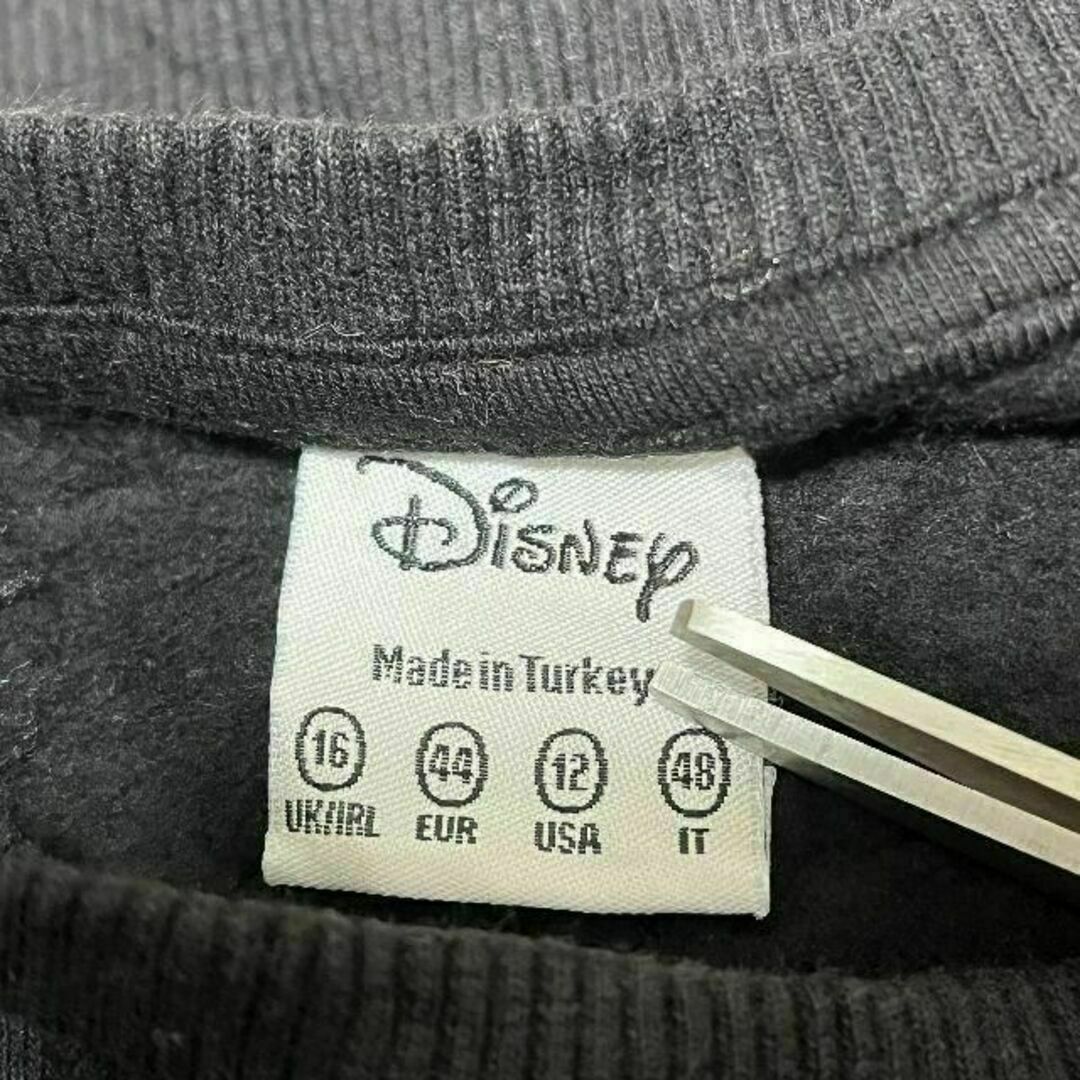 Disney
Made in Turkey
16 44 12 48
UK/IRL EUR USA IT